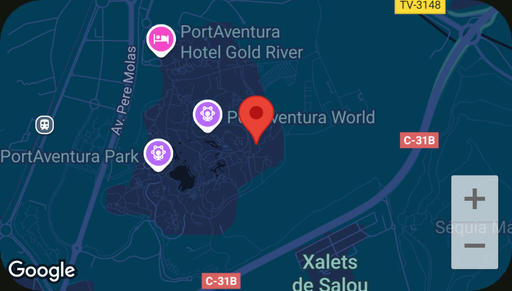 TV-3148
PortAventura
Hotel Gold River
Av. Pere Molas
PortAventura World
C-31B
PortAventura Park
Séquia Ma
Xalets
de Salou
C-31B
Google
+
−